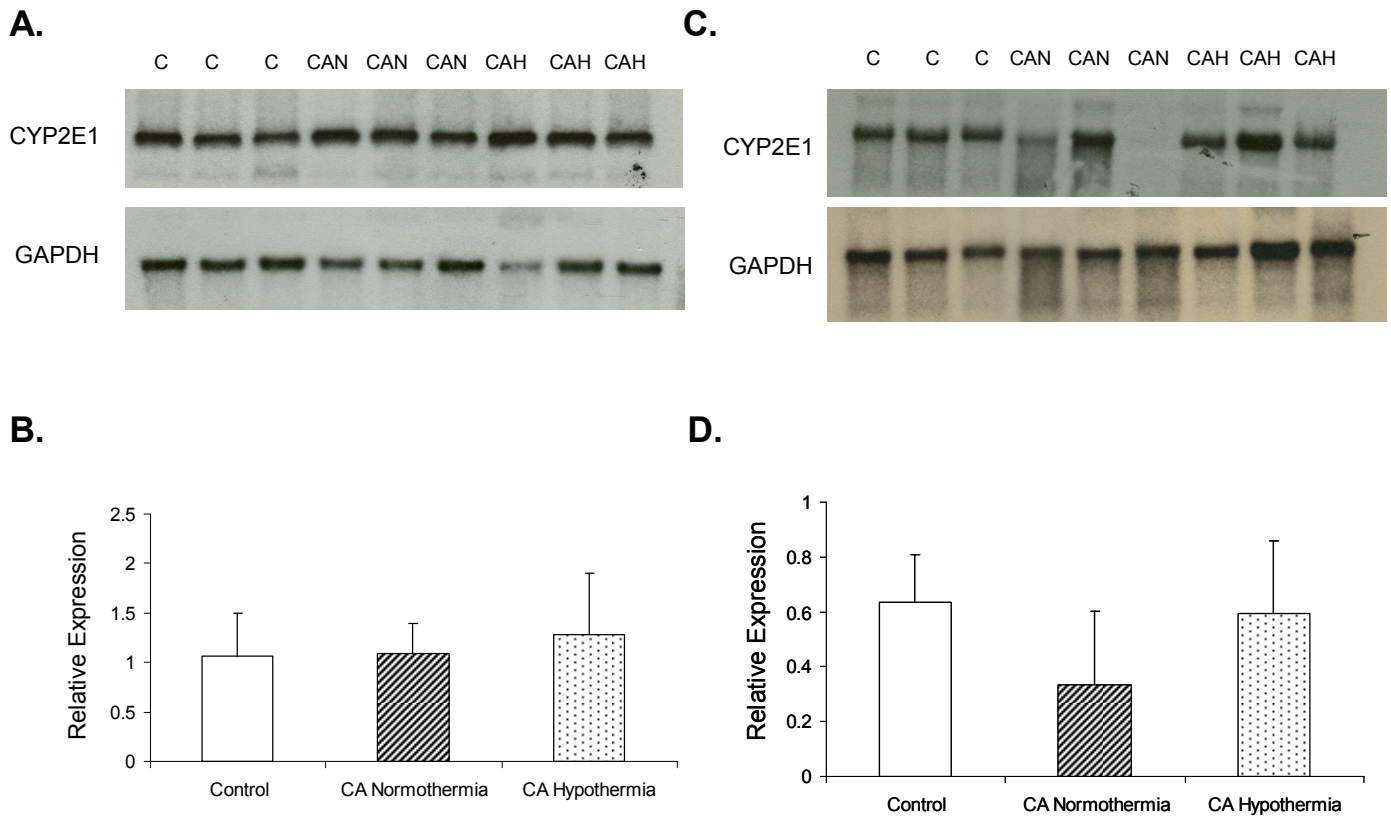 A.
C C C CAN CAN CAN CAH CAH CAH
CYP2E1
GAPDH
B.
2.5
2
1.5
1
0.5
0
Relative Expression
Control CA Normothermia CA Hypothermia
C.
C C C CAN CAN CAN CAH CAH CAH
CYP2E1
GAPDH
D.
1
0.8
0.6
0.4
0.2
0
Relative Expression
Control CA Normothermia CA Hypothermia